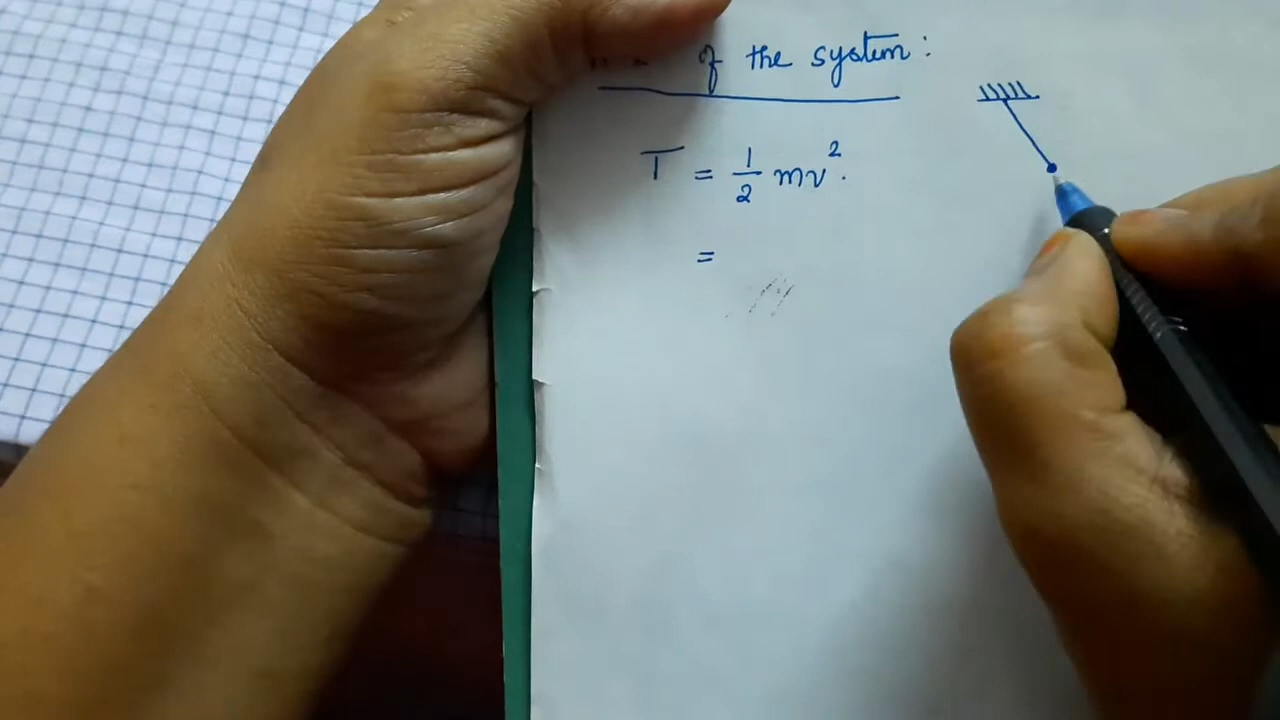 of the system :
T = 1/2 mv².
=